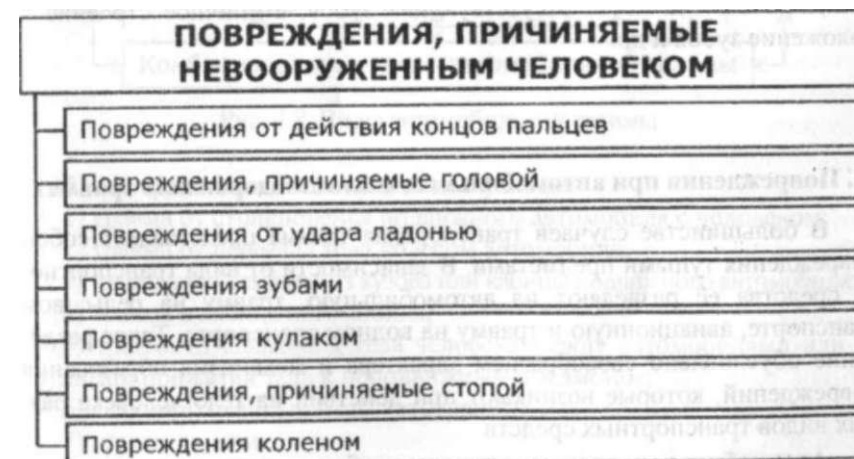 ПОВРЕЖДЕНИЯ, ПРИЧИНЯЕМЫЕ
НЕВООРУЖЕННЫМ ЧЕЛОВЕКОМ
Повреждения от действия концов пальцев
Повреждения, причиняемые головой
Повреждения от удара ладонью
Повреждения зубами
Повреждения кулаком
Повреждения, причиняемые стопой
Повреждения коленом